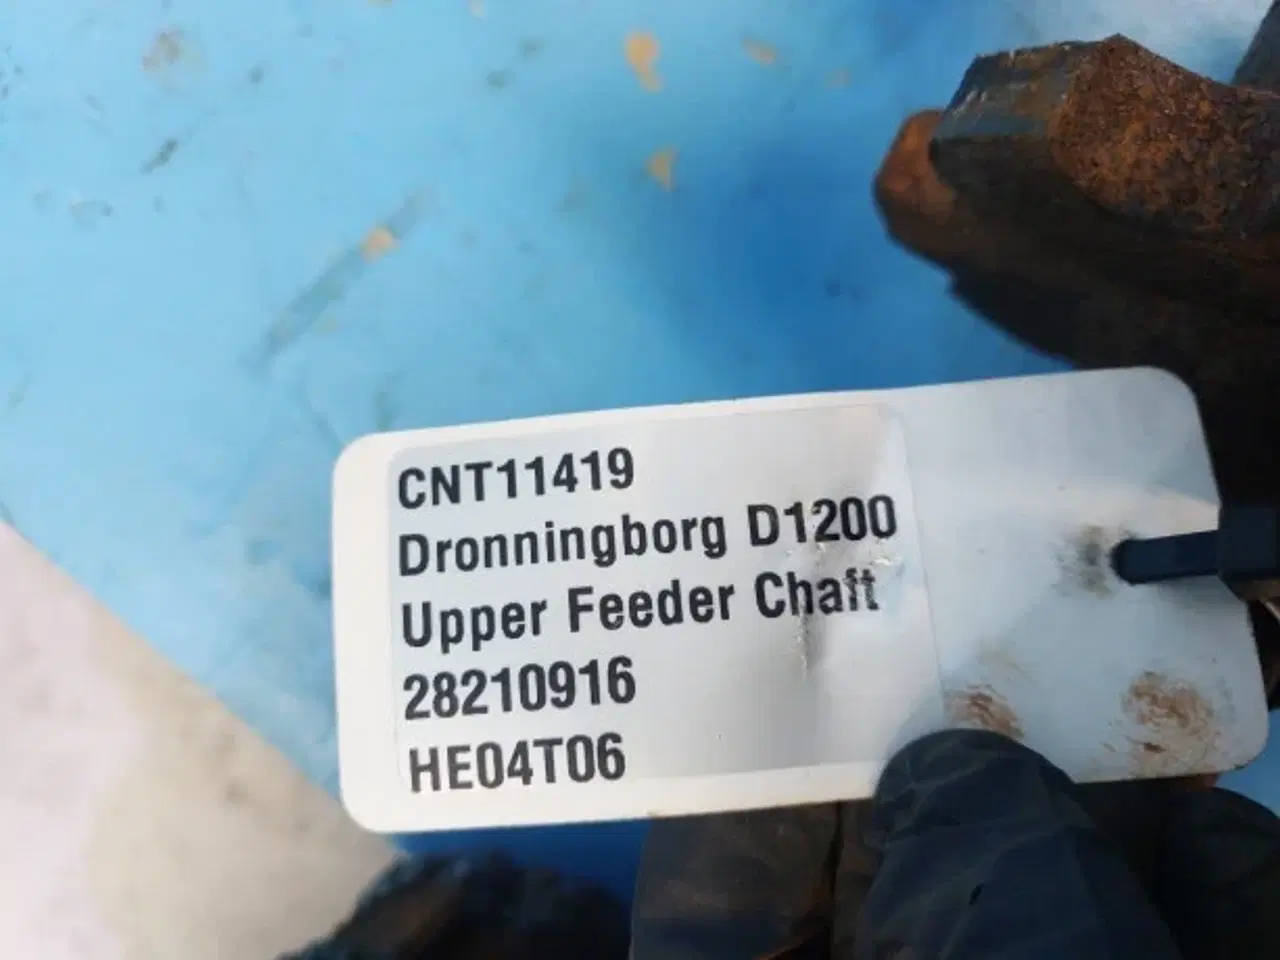 CNT11419
Dronningborg D1200
Upper Feeder Chaft
28210916
HE04T06